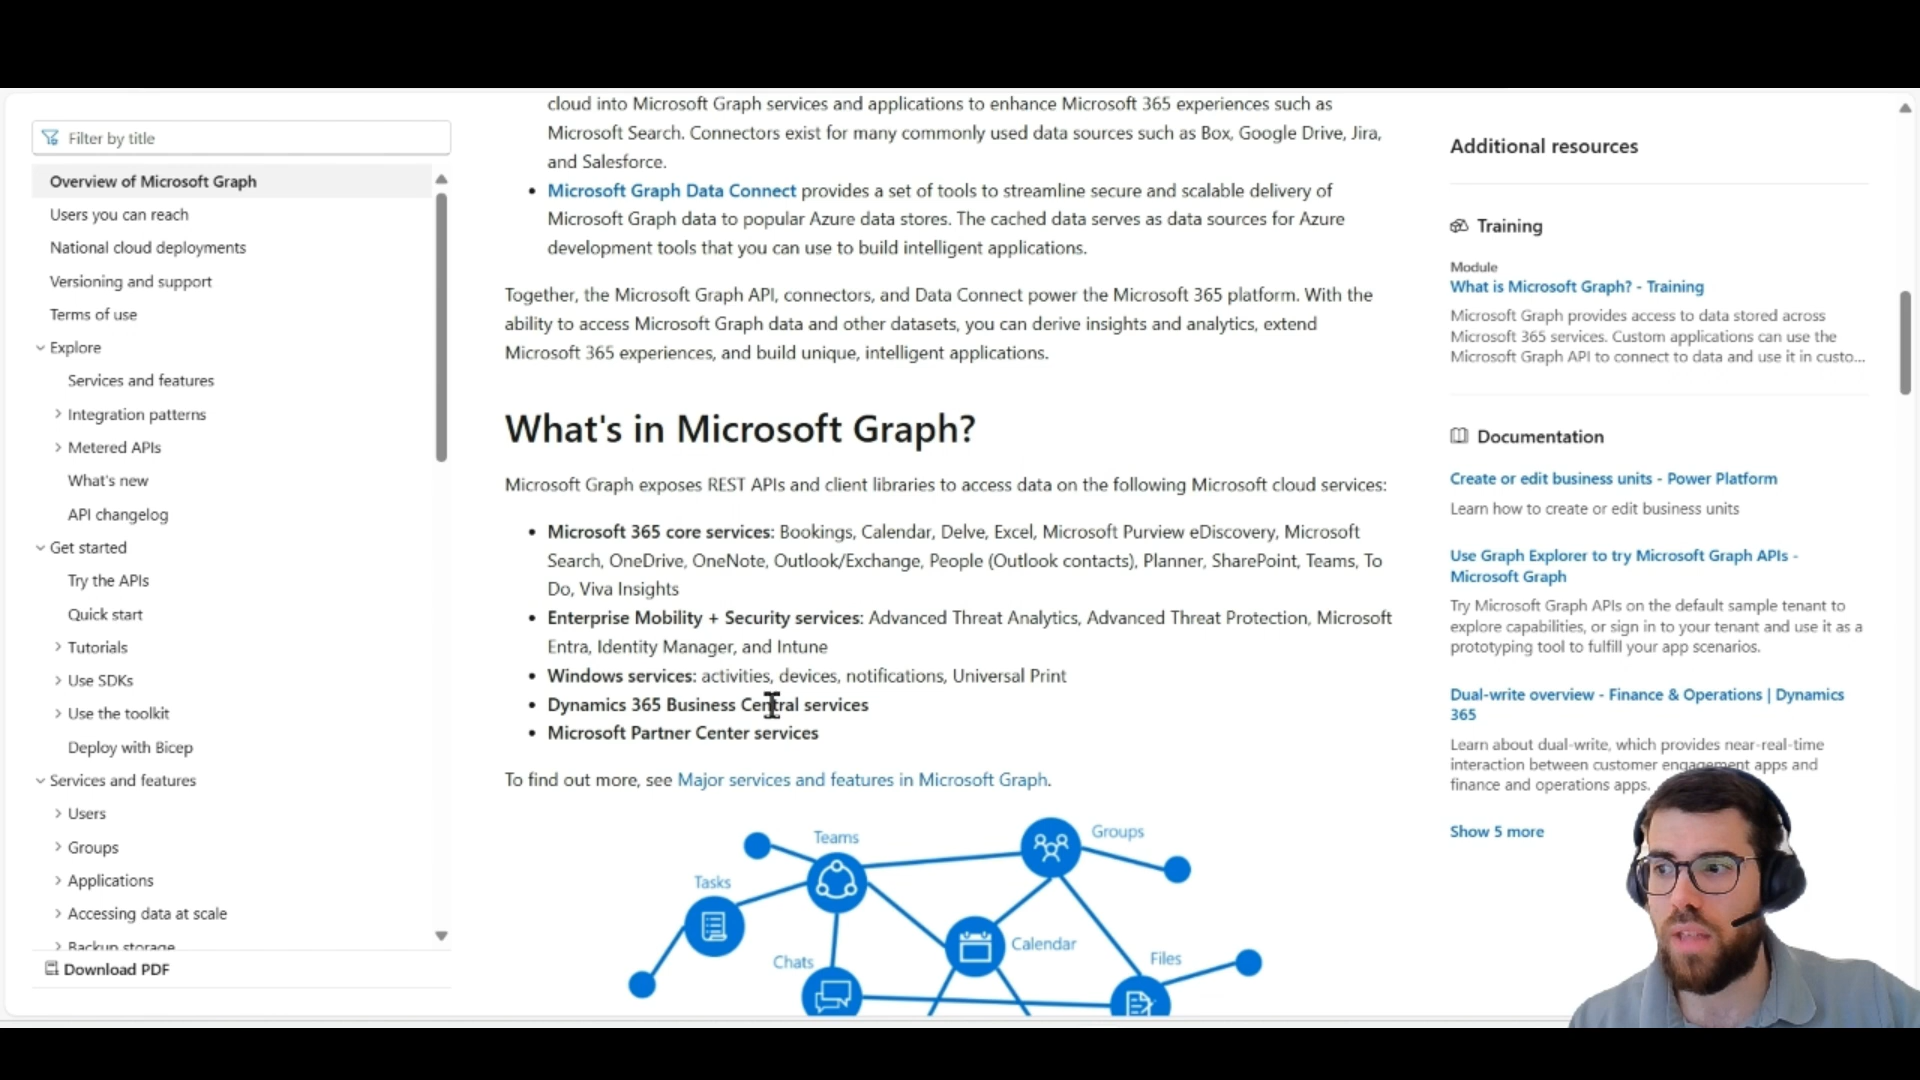 Filter by title
Overview of Microsoft Graph
Users you can reach
National cloud deployments
Versioning and support
Terms of use
Explore
Services and features
Integration patterns
Metered APIs
What's new
API changelog
Get started
Try the APIs
Quick start
Tutorials
Use SDKs
Use the toolkit
Deploy with Bicep
Services and features
Users
Groups
Applications
Accessing data at scale
Backup storage
Download PDF
cloud into Microsoft Graph services and applications to enhance Microsoft 365 experiences such as
Microsoft Search. Connectors exist for many commonly used data sources such as Box, Google Drive, Jira,
and Salesforce.
Microsoft Graph Data Connect provides a set of tools to streamline secure and scalable delivery of
Microsoft Graph data to popular Azure data stores. The cached data serves as data sources for Azure
development tools that you can use to build intelligent applications.
Together, the Microsoft Graph API, connectors, and Data Connect power the Microsoft 365 platform. With the
ability to access Microsoft Graph data and other datasets, you can derive insights and analytics, extend
Microsoft 365 experiences, and build unique, intelligent applications.
What's in Microsoft Graph?
Microsoft Graph exposes REST APIs and client libraries to access data on the following Microsoft cloud services:
Microsoft 365 core services: Bookings, Calendar, Delve, Excel, Microsoft Purview eDiscovery, Microsoft
Search, OneDrive, OneNote, Outlook/Exchange, People (Outlook contacts), Planner, SharePoint, Teams, To
Do, Viva Insights
Enterprise Mobility + Security services: Advanced Threat Analytics, Advanced Threat Protection, Microsoft
Entra, Identity Manager, and Intune
Windows services: activities, devices, notifications, Universal Print
Dynamics 365 Business Central services
Microsoft Partner Center services
To find out more, see Major services and features in Microsoft Graph.
Teams
Groups
Tasks
Calendar
Chats
Files
Additional resources
Training
Module
What is Microsoft Graph? - Training
Microsoft Graph provides access to data stored across
Microsoft 365 services. Custom applications can use the
Microsoft Graph API to connect to data and use it in custo...
Documentation
Create or edit business units - Power Platform
Learn how to create or edit business units
Use Graph Explorer to try Microsoft Graph APIs -
Microsoft Graph
Try Microsoft Graph APIs on the default sample tenant to
explore capabilities, or sign in to your tenant and use it as a
prototyping tool to fulfill your app scenarios.
Dual-write overview - Finance & Operations | Dynamics
365
Learn about dual-write, which provides near-real-time
interaction between customer engagement apps and
finance and operations apps.
Show 5 more